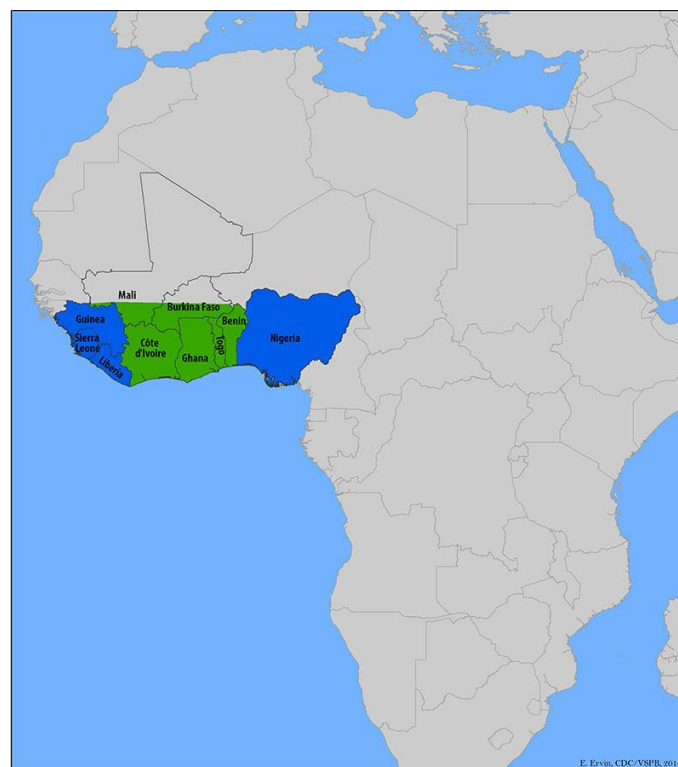 Mali
Burkina Faso
Guinea
Benin
Sierra
Leone
Côte
d'Ivoire
Togo
Nigeria
Ghana
Liberia
E. Ervin, CDC/VSPB,